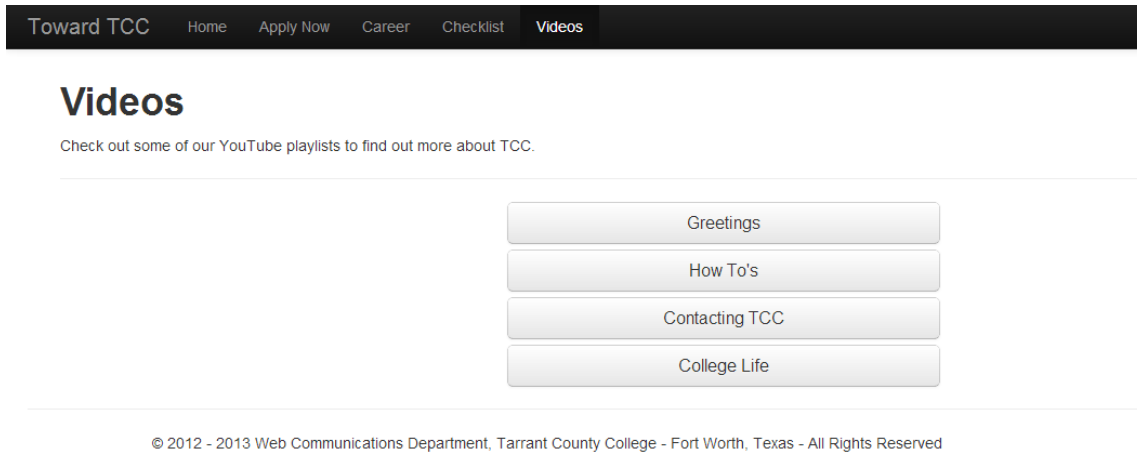 Toward TCC Home Apply Now Career Checklist Videos
Videos
Check out some of our YouTube playlists to find out more about TCC.
Greetings
How To's
Contacting TCC
College Life
© 2012 - 2013 Web Communications Department, Tarrant County College - Fort Worth, Texas - All Rights Reserved